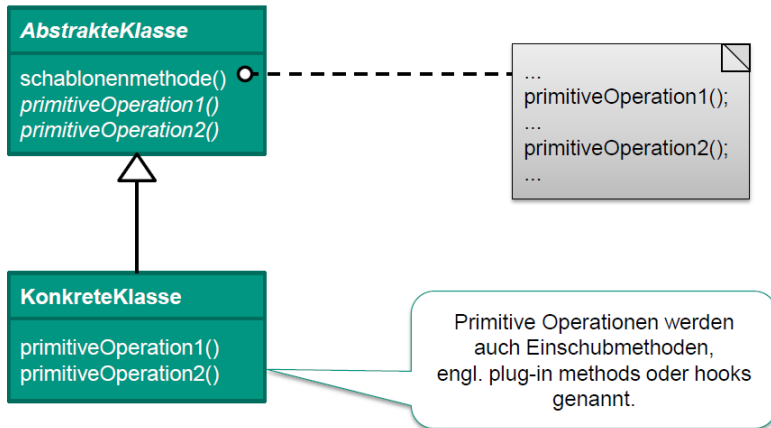 AbstrakteKlasse
schablonenmethode()
primitiveOperation1()
primitiveOperation2()
...
primitiveOperation1();
...
primitiveOperation2();
...
KonkreteKlasse
primitiveOperation1()
primitiveOperation2()
Primitive Operationen werden
auch Einschubmethoden,
engl. plug-in methods oder hooks
genannt.